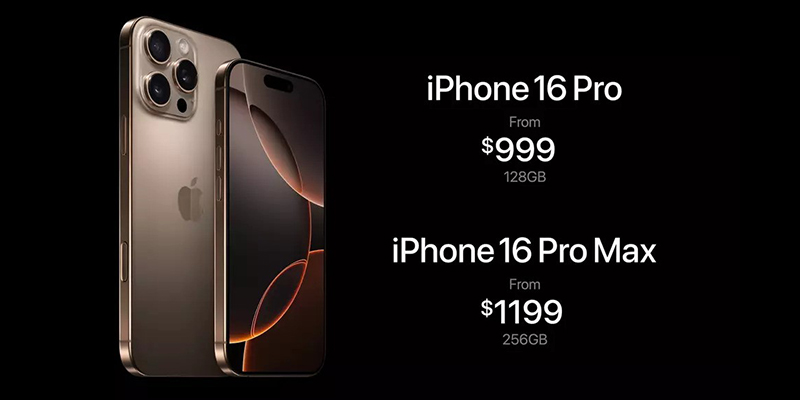 iPhone 16 Pro
From
$999
128GB
iPhone 16 Pro Max
From
$1199
256GB